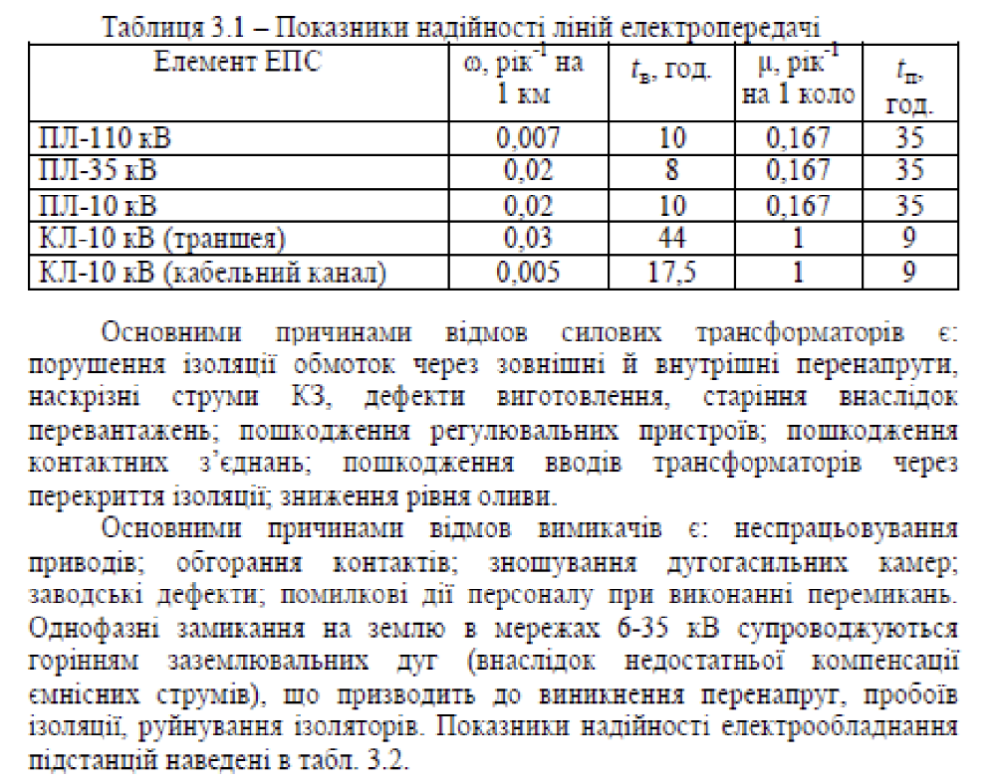 Таблиця 3.1 – Показники надійності ліній електропередачі
Елемент ЕПС ω, рік⁻¹ на 1 км tв, год. μ, рік⁻¹ на 1 коло tп, год.
ПЛ-110 кВ 0,007 10 0,167 35
ПЛ-35 кВ 0,02 8 0,167 35
ПЛ-10 кВ 0,02 10 0,167 35
КЛ-10 кВ (траншея) 0,03 44 1 9
КЛ-10 кВ (кабельний канал) 0,005 17,5 1 9
Основними причинами відмов силових трансформаторів є:
порушення ізоляції обмоток через зовнішні й внутрішні перенапруги,
наскрізні струми КЗ, дефекти виготовлення, старіння внаслідок
перевантажень; пошкодження регулювальних пристроїв; пошкодження
контактних з’єднань; пошкодження вводів трансформаторів через
перекриття ізоляції; зниження рівня оливи.
Основними причинами відмов вимикачів є: неспрацьовування
приводів; обгорання контактів; зношування дугогасильних камер;
заводські дефекти; помилкові дії персоналу при виконанні перемикань.
Однофазні замикання на землю в мережах 6-35 кВ супроводжуються
горінням заземлювальних дуг (внаслідок недостатньої компенсації
ємнісних струмів), що призводить до виникнення перенапруг, пробоїв
ізоляції, руйнування ізоляторів. Показники надійності електрообладнання
підстанцій наведені в табл. 3.2.